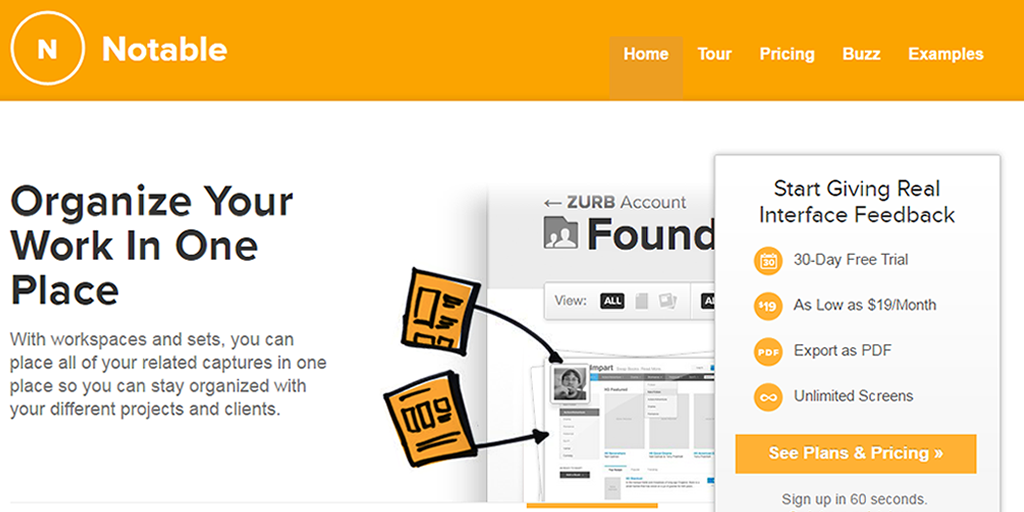 N
Notable
Home
Tour
Pricing
Buzz
Examples
Organize Your
Work In One
Place
With workspaces and sets, you can
place all of your related captures in one
place so you can stay organized with
your different projects and clients.
← ZURB Account
Found
View:
ALL
Impart
Start Giving Real
Interface Feedback
30
30-Day Free Trial
$19
As Low as $19/Month
PDF
Export as PDF
Unlimited Screens
See Plans & Pricing »
Sign up in 60 seconds.